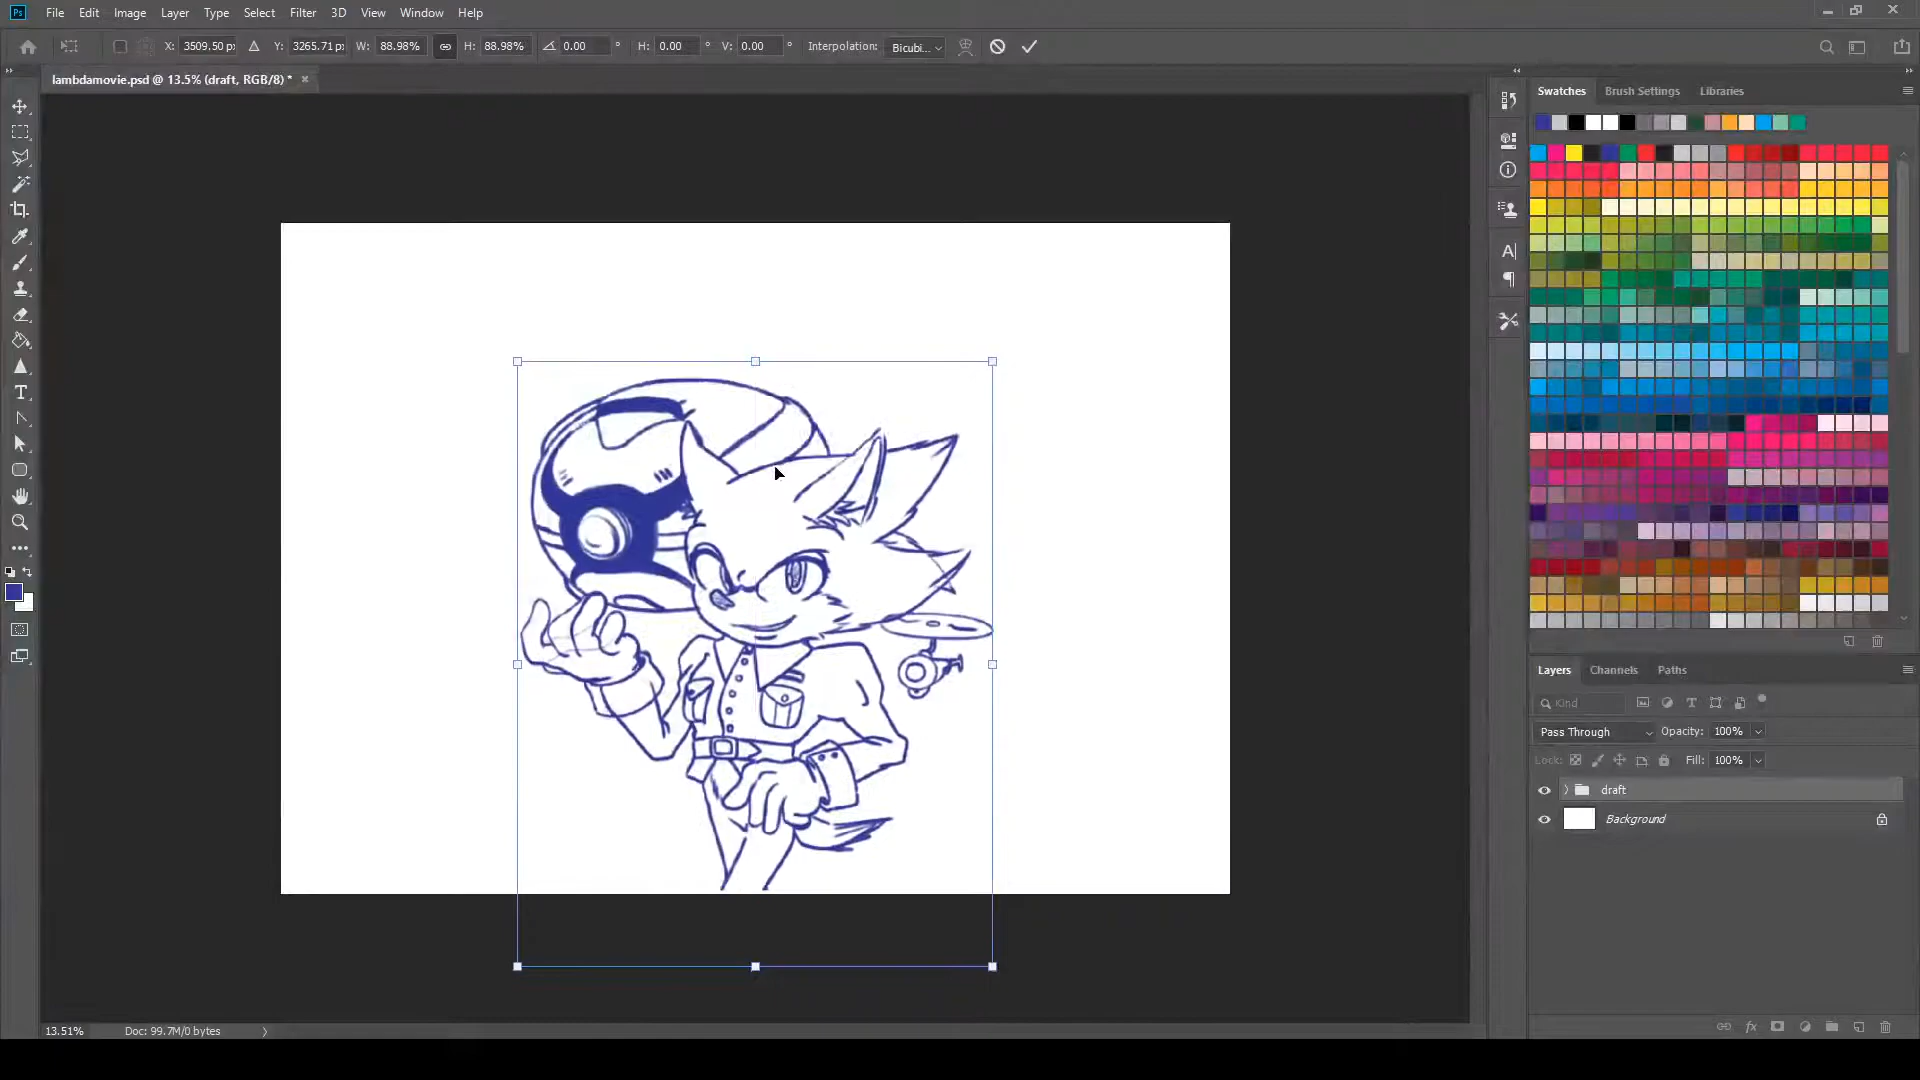 Ps File Edit Image Layer Type Select Filter 3D View Window Help
X: 3509.50 px Y: 3265.71 px W: 88.98% H: 88.98% 0.00 ° H: 0.00 ° V: 0.00 ° Interpolation: Bicubi...
lambdamovie.psd @ 13.5% (draft, RGB/8) *
Swatches Brush Settings Libraries
Layers Channels Paths
Kind
Pass Through Opacity: 100%
Lock: Fill: 100%
draft
Background
13.51% Doc: 99.7M/0 bytes